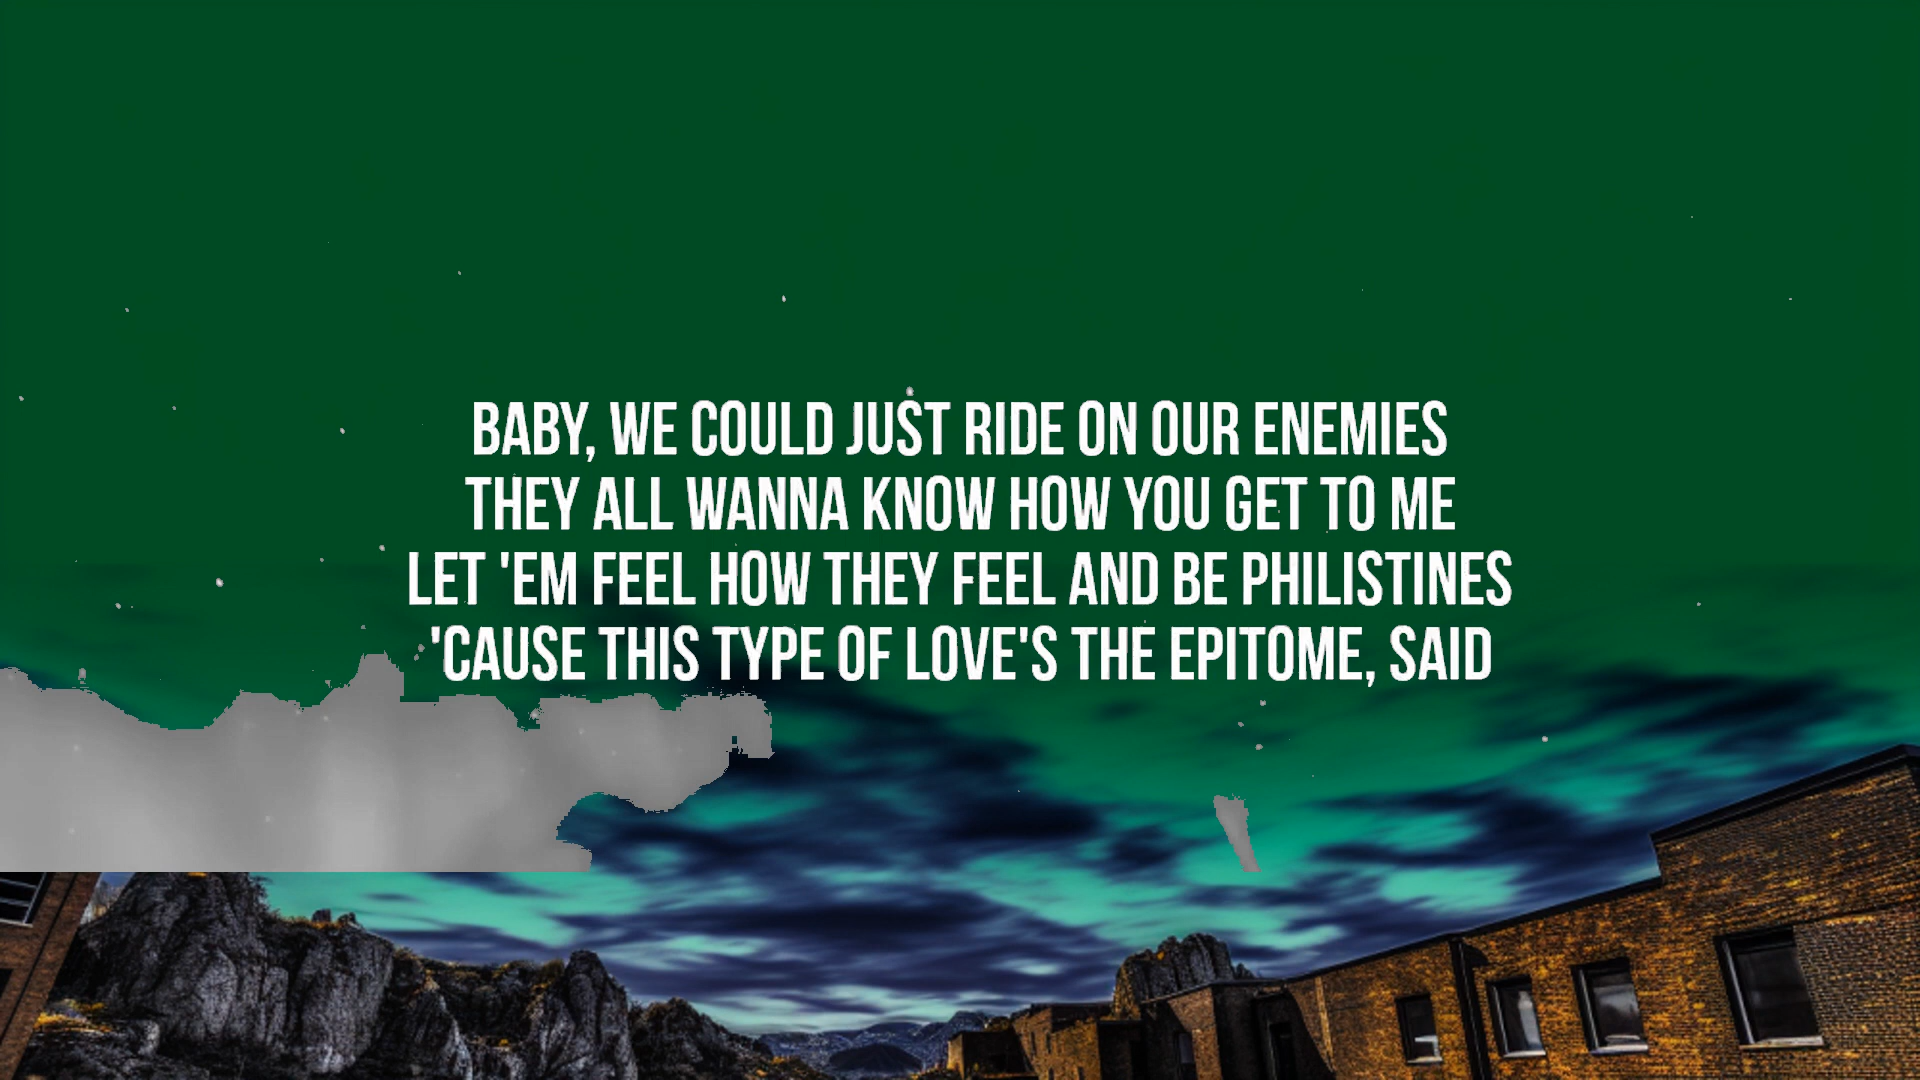 BABY, WE COULD JUST RIDE ON OUR ENEMIES
THEY ALL WANNA KNOW HOW YOU GET TO ME
LET 'EM FEEL HOW THEY FEEL AND BE PHILISTINES
'CAUSE THIS TYPE OF LOVE'S THE EPITOME, SAID